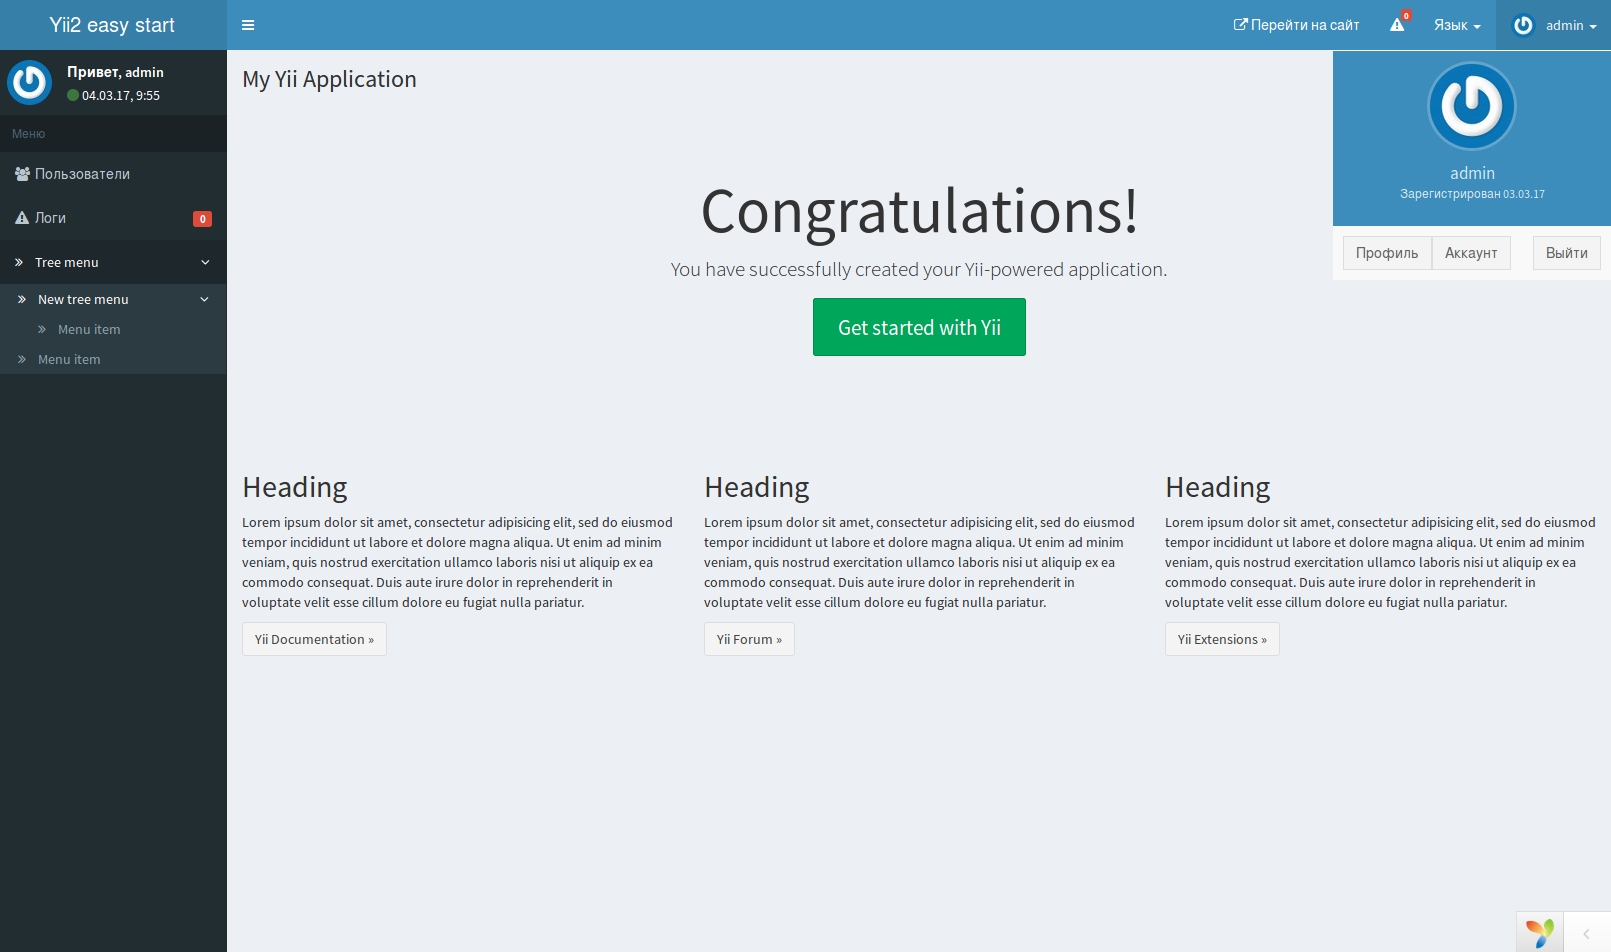 Yii2 easy start
Перейти на сайт
0
Язык
admin
Привет, admin
04.03.17, 9:55
Меню
Пользователи
Логи
0
Tree menu
New tree menu
Menu item
Menu item
My Yii Application
admin
Зарегистрирован 03.03.17
Профиль
Аккаунт
Выйти
Congratulations!
You have successfully created your Yii-powered application.
Get started with Yii
Heading
Lorem ipsum dolor sit amet, consectetur adipisicing elit, sed do eiusmod
tempor incididunt ut labore et dolore magna aliqua. Ut enim ad minim
veniam, quis nostrud exercitation ullamco laboris nisi ut aliquip ex ea
commodo consequat. Duis aute irure dolor in reprehenderit in
voluptate velit esse cillum dolore eu fugiat nulla pariatur.
Yii Documentation »
Heading
Lorem ipsum dolor sit amet, consectetur adipisicing elit, sed do eiusmod
tempor incididunt ut labore et dolore magna aliqua. Ut enim ad minim
veniam, quis nostrud exercitation ullamco laboris nisi ut aliquip ex ea
commodo consequat. Duis aute irure dolor in reprehenderit in
voluptate velit esse cillum dolore eu fugiat nulla pariatur.
Yii Forum »
Heading
Lorem ipsum dolor sit amet, consectetur adipisicing elit, sed do eiusmod
tempor incididunt ut labore et dolore magna aliqua. Ut enim ad minim
veniam, quis nostrud exercitation ullamco laboris nisi ut aliquip ex ea
commodo consequat. Duis aute irure dolor in reprehenderit in
voluptate velit esse cillum dolore eu fugiat nulla pariatur.
Yii Extensions »